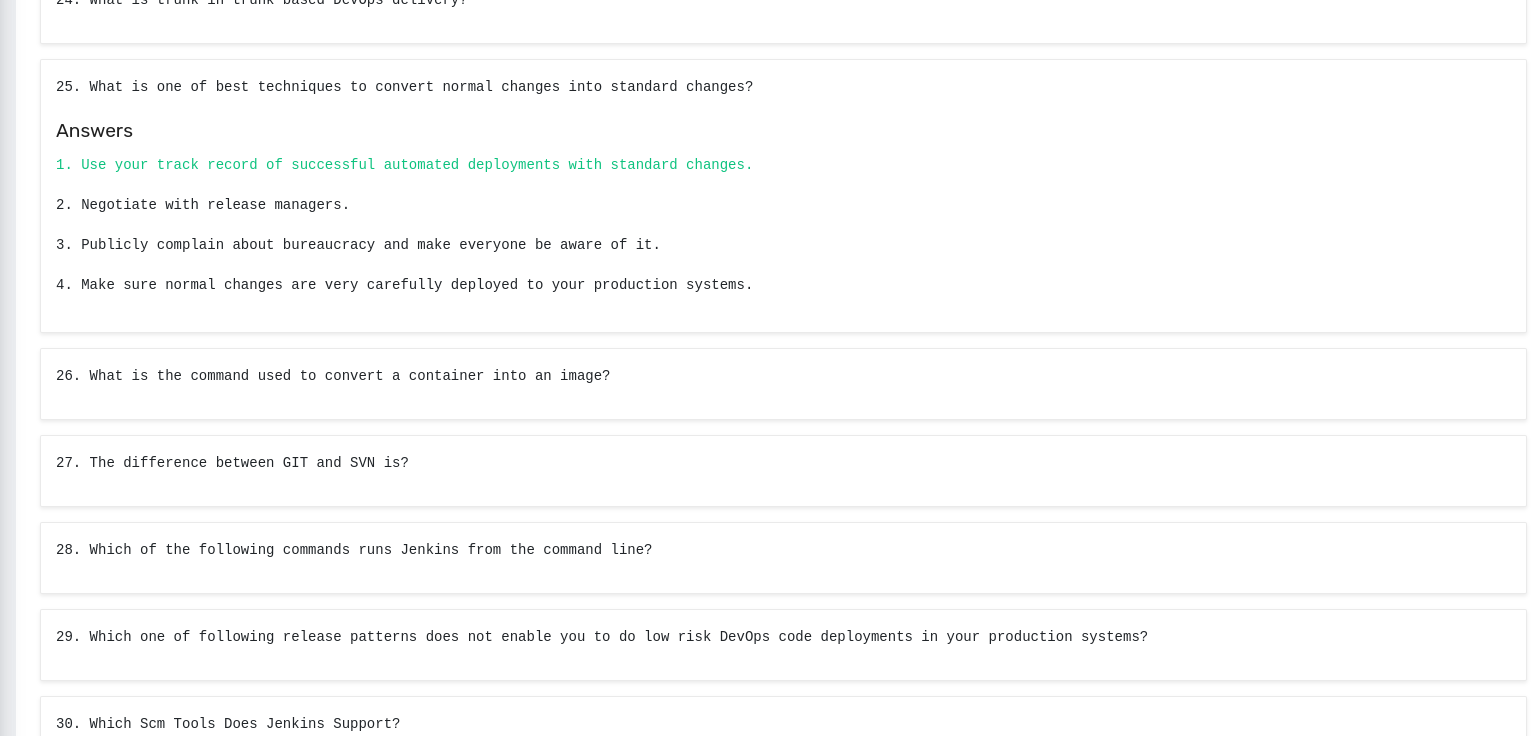 24. What is trunk in trunk based DevOps delivery?
25. What is one of best techniques to convert normal changes into standard changes?
Answers
1. Use your track record of successful automated deployments with standard changes.
2. Negotiate with release managers.
3. Publicly complain about bureaucracy and make everyone be aware of it.
4. Make sure normal changes are very carefully deployed to your production systems.
26. What is the command used to convert a container into an image?
27. The difference between GIT and SVN is?
28. Which of the following commands runs Jenkins from the command line?
29. Which one of following release patterns does not enable you to do low risk DevOps code deployments in your production systems?
30. Which Scm Tools Does Jenkins Support?